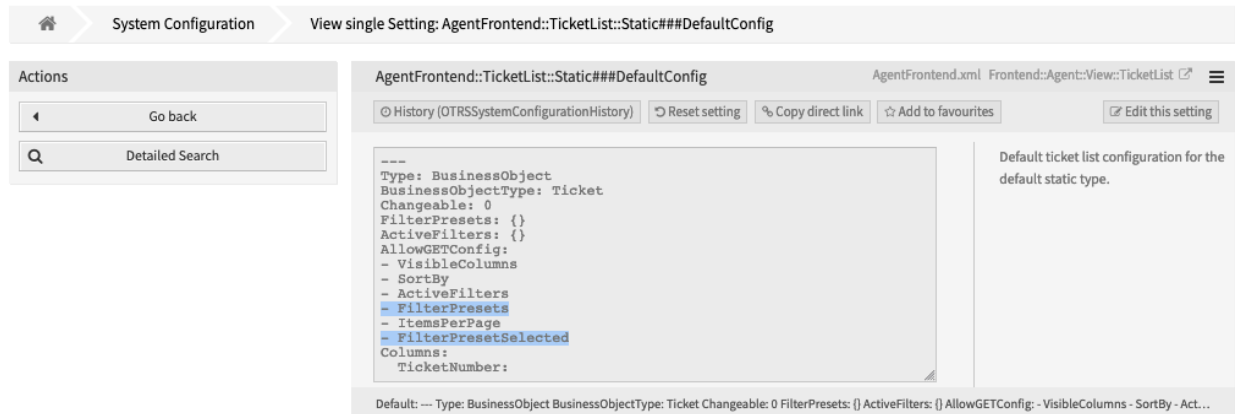 System Configuration
View single Setting: AgentFrontend::TicketList::Static###DefaultConfig
Actions
Go back
Detailed Search
AgentFrontend::TicketList::Static###DefaultConfig
AgentFrontend.xml Frontend::Agent::View::TicketList
History (OTRSSystemConfigurationHistory)
Reset setting
Copy direct link
Add to favourites
Edit this setting
---
Type: BusinessObject
BusinessObjectType: Ticket
Changeable: 0
FilterPresets: {}
ActiveFilters: {}
AllowGETConfig:
- VisibleColumns
- SortBy
- ActiveFilters
- FilterPresets
- ItemsPerPage
- FilterPresetSelected
Columns:
TicketNumber:
Default ticket list configuration for the
default static type.
Default: --- Type: BusinessObject BusinessObjectType: Ticket Changeable: 0 FilterPresets: {} ActiveFilters: {} AllowGETConfig: - VisibleColumns - SortBy - Act…